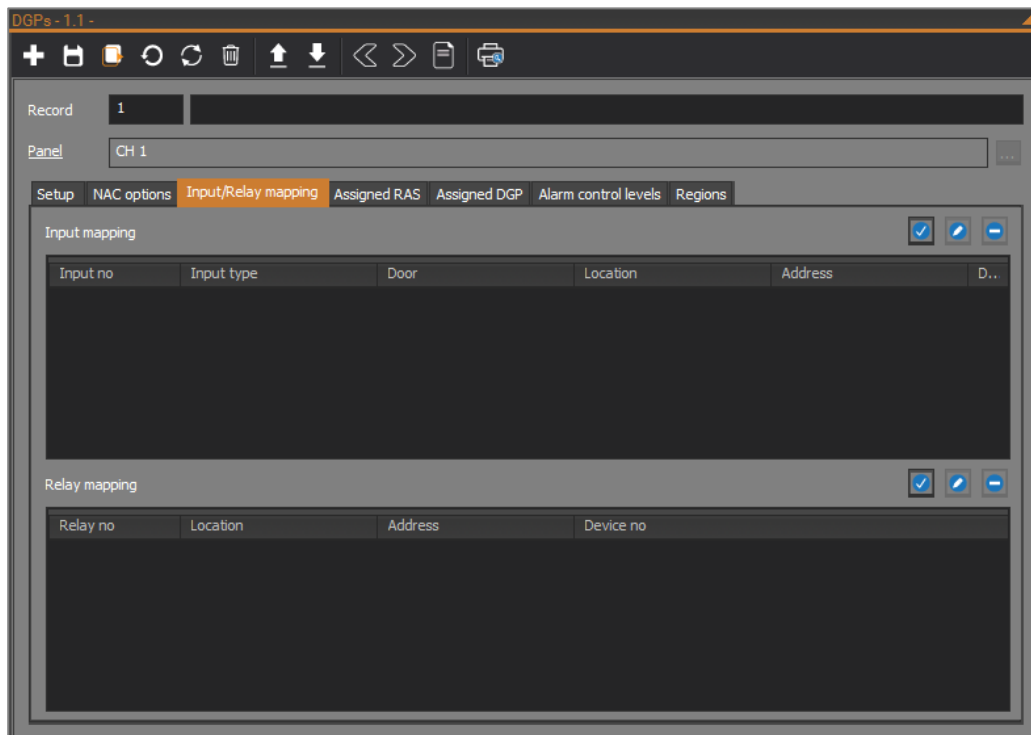 DGPs - 1.1 -
Record 1
Panel CH 1 ...
Setup NAC options Input/Relay mapping Assigned RAS Assigned DGP Alarm control levels Regions
Input mapping
Input no Input type Door Location Address D...
Relay mapping
Relay no Location Address Device no